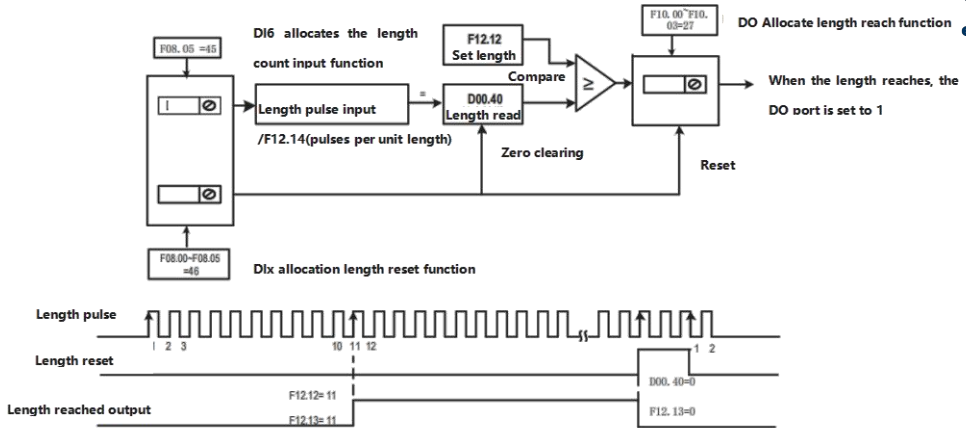 F10.00~F10.
03=27
DO Allocate length reach function
DI6 allocates the length
count input function
F08.05 =45
F12.12
Set length
Compare
≥
When the length reaches, the
DO port is set to 1
Length pulse input
=
D00.40
Length read
/F12.14(pulses per unit length)
Zero clearing
Reset
F08.00~F08.05
=46
DIx allocation length reset function
Length pulse
1 2 3 10 11 12 1 2
Length reset
D00.40=0
F12.12= 11
Length reached output
F12.13= 11
F12.13=0